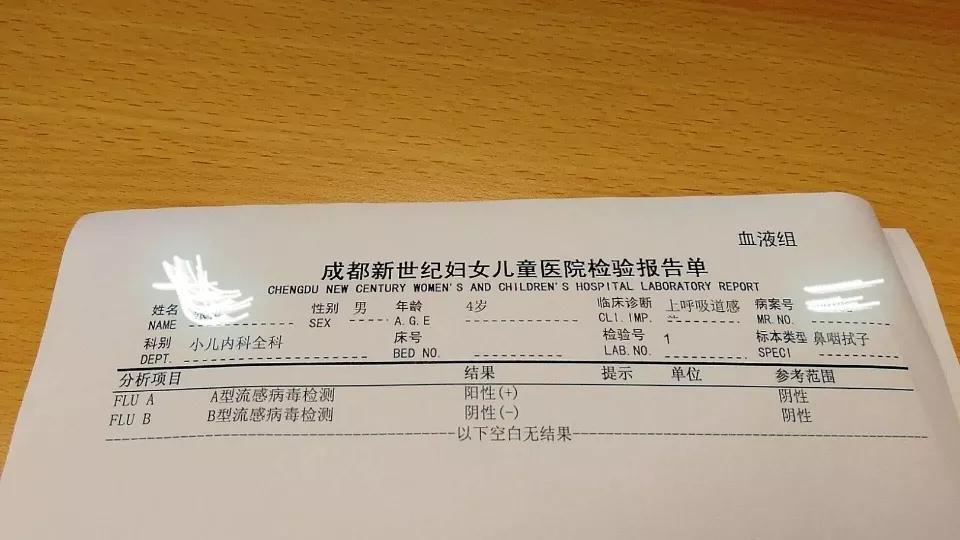 血液组
成都新世纪妇女儿童医院检验报告单
CHENGDU NEW CENTURY WOMEN'S AND CHILDREN'S HOSPITAL LABORATORY REPORT
姓名 性别 男 年龄 4岁 临床诊断 上呼吸道感 病案号
NAME SEX A.G.E CLI.IMP. MR.NO.
科别 小儿内科全科 床号 检验号 1 标本类型 鼻咽拭子
DEPT. BED NO. LAB.NO. SPECI
分析项目 结果 提示 单位 参考范围
FLU A A型流感病毒检测 阳性(+) 阴性
FLU B B型流感病毒检测 阴性(-) 阴性
以下空白无结果